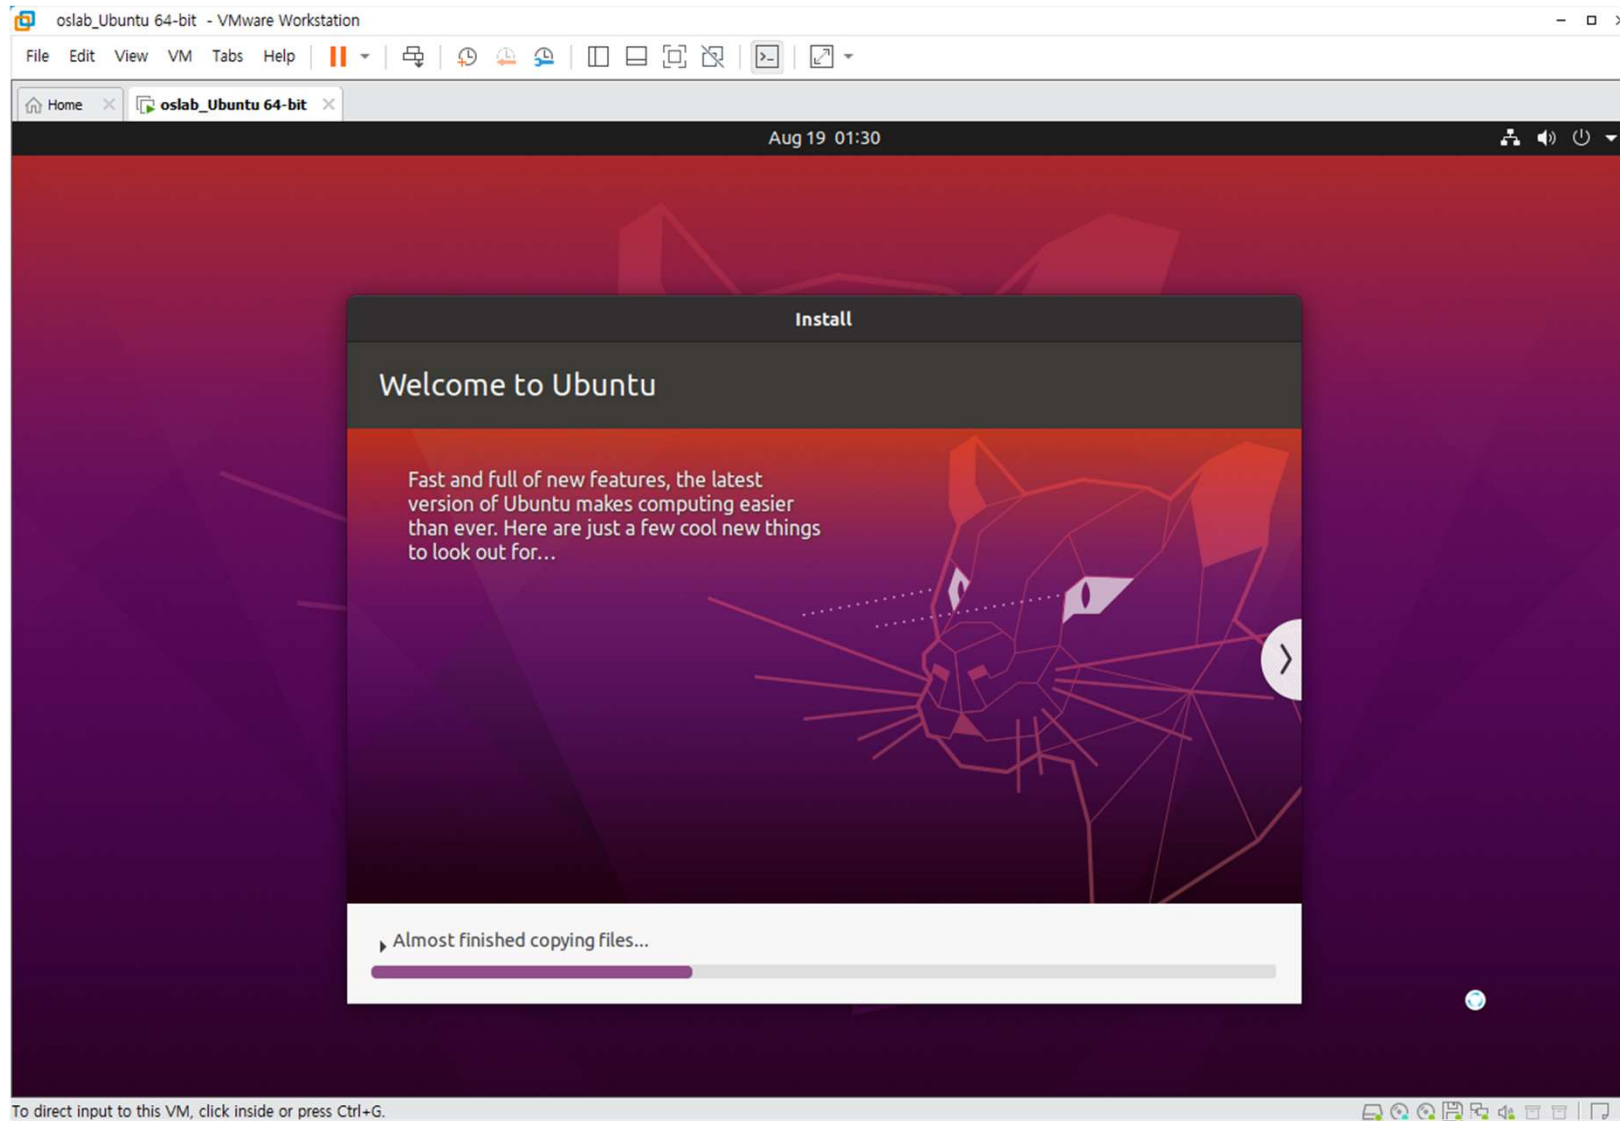 oslab_Ubuntu 64-bit - VMware Workstation
File Edit View VM Tabs Help
Home oslab_Ubuntu 64-bit
Aug 19 01:30
Install
Welcome to Ubuntu
Fast and full of new features, the latest
version of Ubuntu makes computing easier
than ever. Here are just a few cool new things
to look out for...
Almost finished copying files...
To direct input to this VM, click inside or press Ctrl+G.